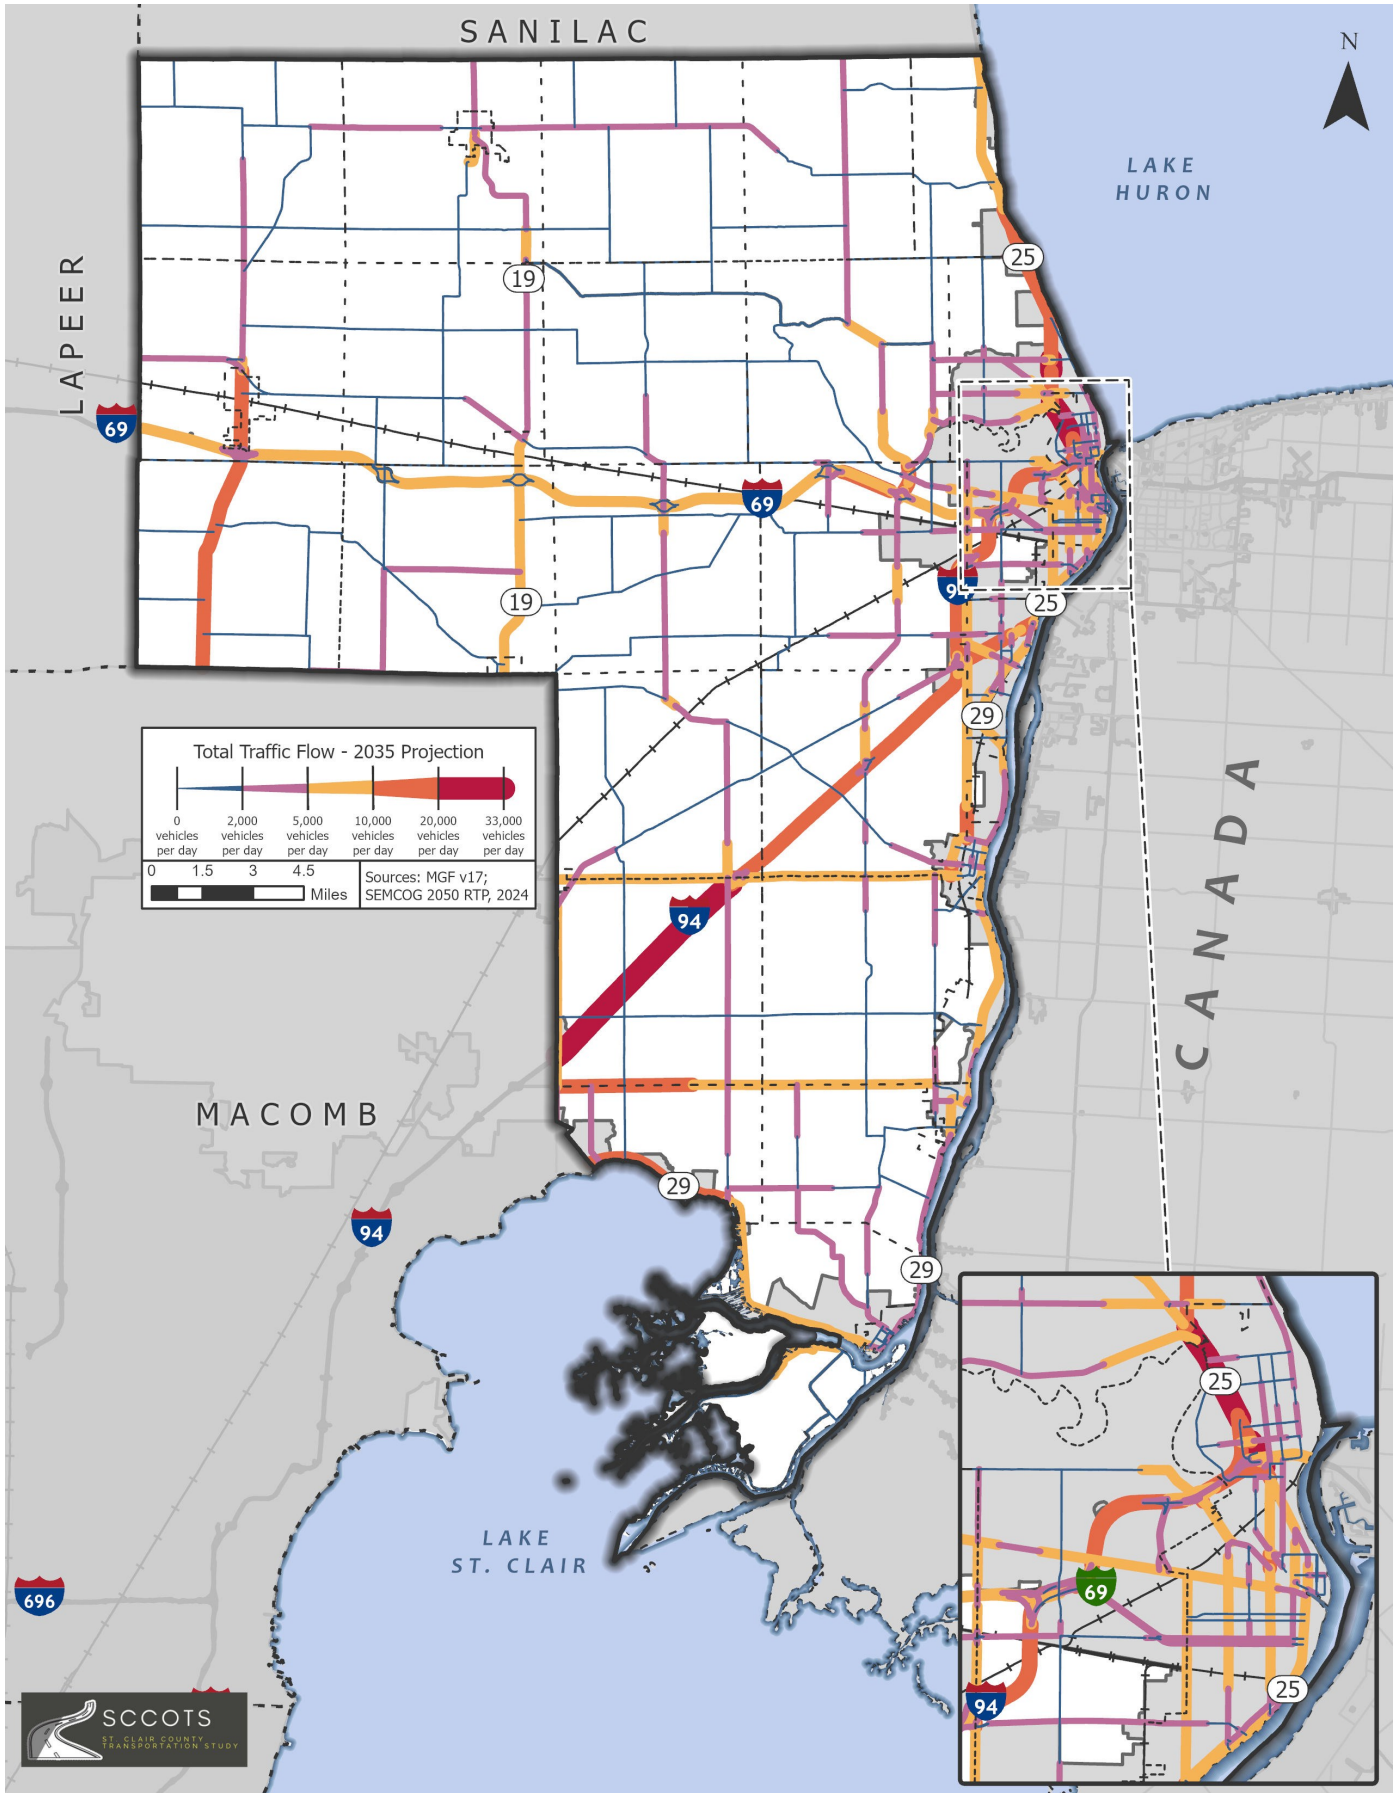 SANILAC
N
LAKE
HURON
25
19
LAPEER
69
69
94
19
25
29
Total Traffic Flow - 2035 Projection
0
vehicles
per day
2,000
vehicles
per day
5,000
vehicles
per day
10,000
vehicles
per day
20,000
vehicles
per day
33,000
vehicles
per day
0 1.5 3 4.5
Miles
Sources: MGF v17;
SEMCOG 2050 RTP, 2024
CANADA
94
MACOMB
29
94
29
25
LAKE
ST. CLAIR
696
69
94
25
SCCOTS
ST. CLAIR COUNTY
TRANSPORTATION STUDY